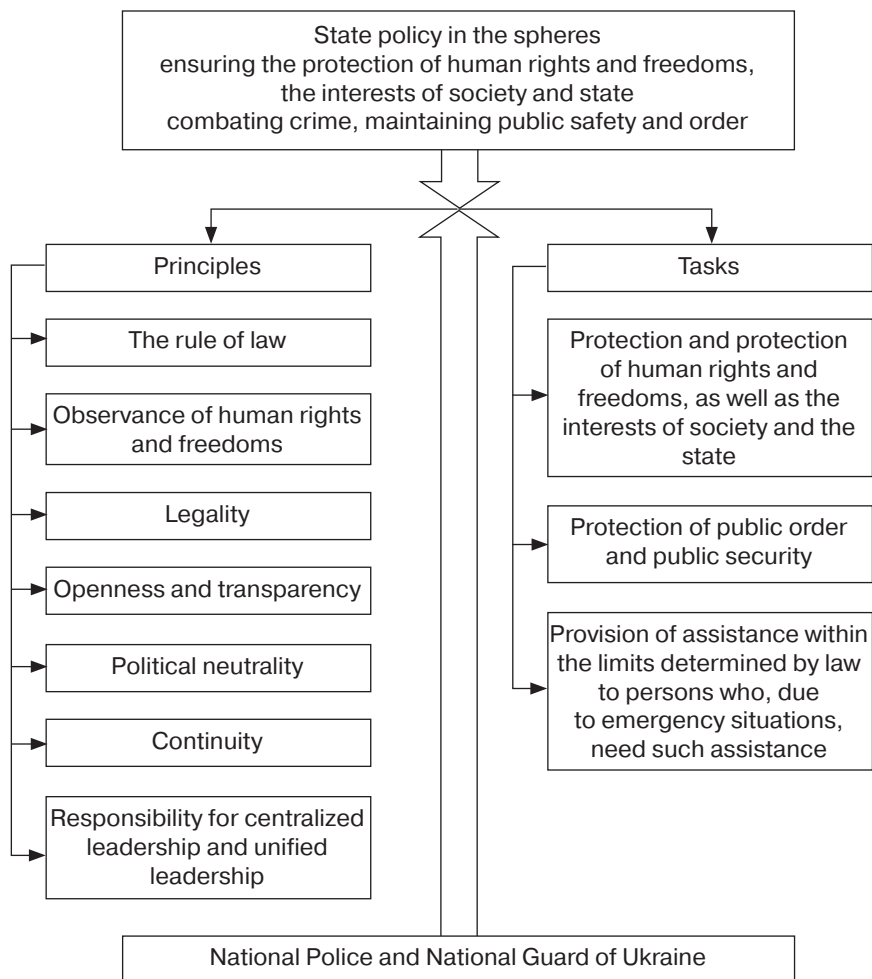 State policy in the spheres
ensuring the protection of human rights and freedoms,
the interests of society and state
combating crime, maintaining public safety and order
Principles
The rule of law
Observance of human rights
and freedoms
Legality
Openness and transparency
Political neutrality
Continuity
Responsibility for centralized
leadership and unified
leadership
Tasks
Protection and protection
of human rights and
freedoms, as well as the
interests of society and the
state
Protection of public order
and public security
Provision of assistance within
the limits determined by law
to persons who, due
to emergency situations,
need such assistance
National Police and National Guard of Ukraine